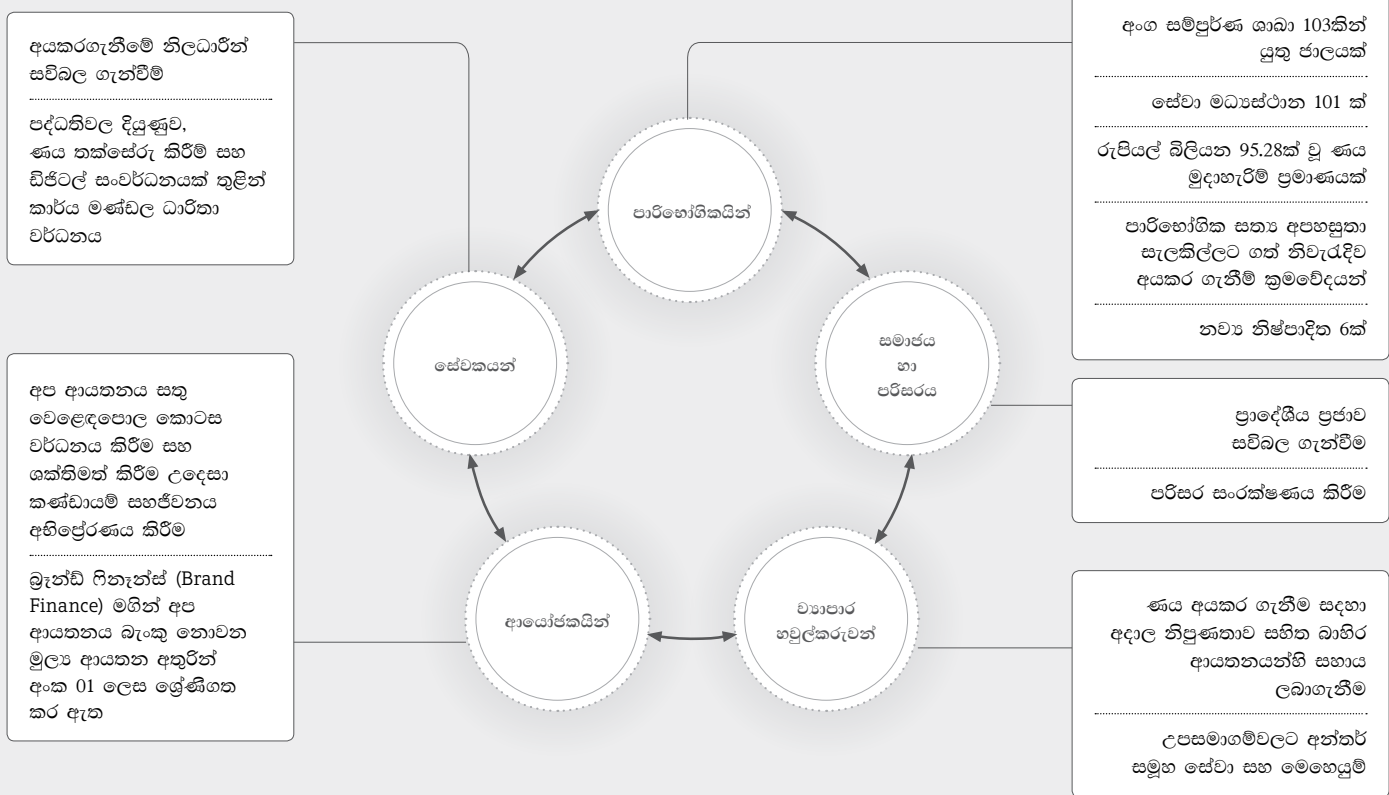 අයකරගැනීමේ නිලධාරීන්
සවිබල ගැන්වීම්
පද්ධතිවල දියුණුව,
ණය තක්සේරු කිරීම් සහ
ඩිජිටල් සංවර්ධනයක් තුළින්
කාර්ය මණ්ඩල ධාරිතා
වර්ධනය
අප ආයතනය සතු
වෙළෙඳපොල කොටස
වර්ධනය කිරීම සහ
ශක්තිමත් කිරීම උදෙසා
කණ්ඩායම් සහජීවනය
අභිප්‍රේරණය කිරීම
බ්‍රෑන්ඩ් ෆිනෑන්ස් (Brand
Finance) මගින් අප
ආයතනය බැංකු නොවන
මුල්‍ය ආයතන අතුරින්
අංක 01 ලෙස ශ්‍රේණිගත
කර ඇත
පාරිභෝගිකයින්
සේවකයන්
සමාජය
හා
පරිසරය
ආයෝජකයින්
ව්‍යාපාර
හවුල්කරුවන්
අංග සම්පුර්ණ ශාඛා 103කින්
යුතු ජාලයක්
සේවා මධ්‍යස්ථාන 101 ක්
රුපියල් බිලියන 95.28ක් වූ ණය
මුදාහැරිම් ප්‍රමාණයක්
පාරිභෝගික සත්‍ය අපහසුතා
සැලකිල්ලට ගත් නිවැරැදිව
අයකර ගැනීම් ක්‍රමවේදයන්
නව්‍ය නිෂ්පාදිත 6ක්
ප්‍රාදේශීය ප්‍රජාව
සවිබල ගැන්වීම
පරිසර සංරක්ෂණය කිරීම
ණය අයකර ගැනීම සදහා
අදාල නිපුණතාව සහිත බාහිර
ආයතනයන්හි සහාය
ලබාගැනීම
උපසමාගම්වලට අන්තර්
සමූහ සේවා සහ මෙහෙයුම්